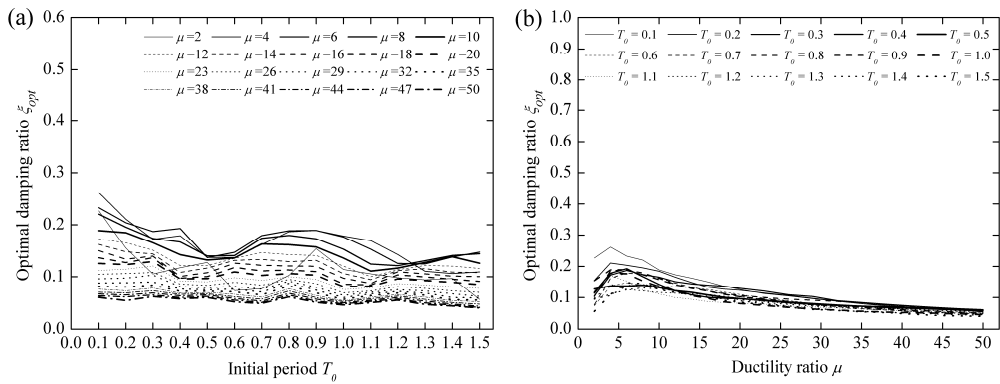 (a)
Optimal damping ratio ξopt
0.6
0.5
0.4
0.3
0.2
0.1
0.0
μ=2 μ=4 μ=6 μ=8 μ=10
μ=12 μ=14 μ=16 μ=18 μ=20
μ=23 μ=26 μ=29 μ=32 μ=35
μ=38 μ=41 μ=44 μ=47 μ=50
0.0 0.1 0.2 0.3 0.4 0.5 0.6 0.7 0.8 0.9 1.0 1.1 1.2 1.3 1.4 1.5
Initial period T0
(b)
Optimal damping ratio ξopt
1.0
0.9
0.8
0.7
0.6
0.5
0.4
0.3
0.2
0.1
0.0
T0 = 0.1 T0 = 0.2 T0 = 0.3 T0 = 0.4 T0 = 0.5
T0 = 0.6 T0 = 0.7 T0 = 0.8 T0 = 0.9 T0 = 1.0
T0 = 1.1 T0 = 1.2 T0 = 1.3 T0 = 1.4 T0 = 1.5
0 5 10 15 20 25 30 35 40 45 50
Ductility ratio μ